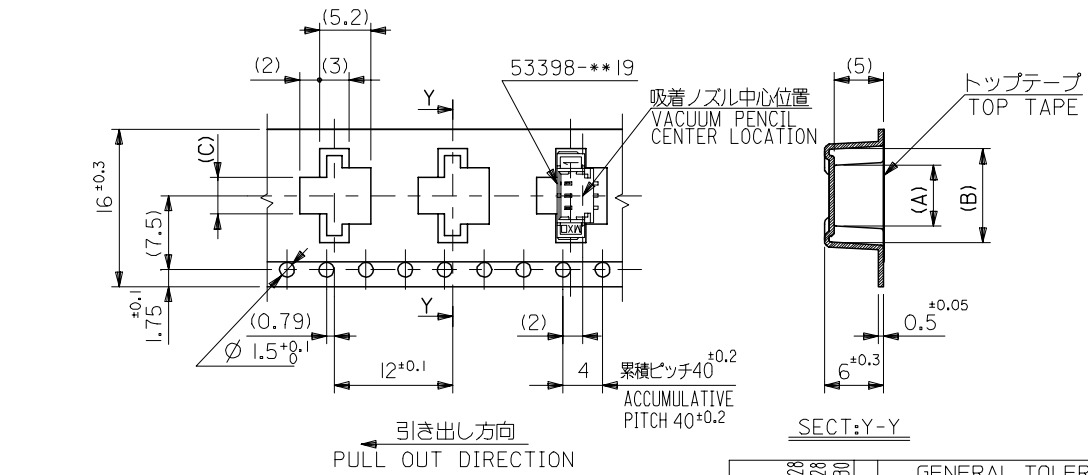 (5.2)
(2)
(3)
53398-**19
Y
吸着ノズル中心位置
VACUUM PENCIL
CENTER LOCATION
(5)
トップテープ
TOP TAPE
(C)
16±0.3
(7.5)
1.75±0.1
(A)
(B)
MX
(0.79)
Ø 1.5+0.1 0
Y
(2)
12±0.1
4
累積ピッチ40±0.2
ACCUMULATIVE
PITCH 40±0.2
0.5±0.05
6±0.3
引き出し方向
PULL OUT DIRECTION
SECT:Y-Y
28
28
30
GENERAL TOLER